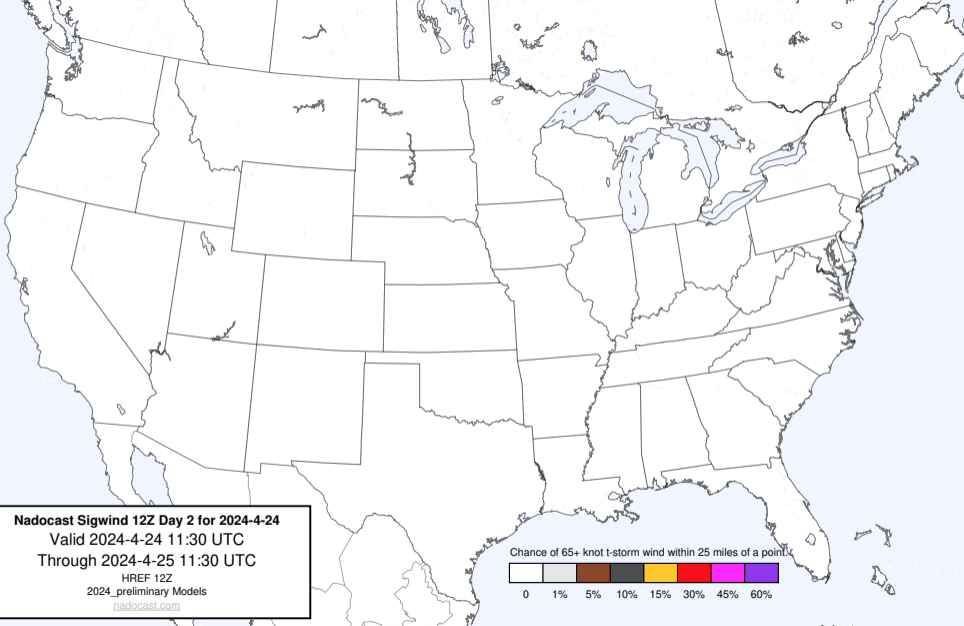 Nadocast Sigwind 12Z Day 2 for 2024-4-24
Valid 2024-4-24 11:30 UTC
Through 2024-4-25 11:30 UTC
HREF 12Z
2024_preliminary Models
nadocast.com
Chance of 65+ knot t-storm wind within 25 miles of a point.
0 1% 5% 10% 15% 30% 45% 60%